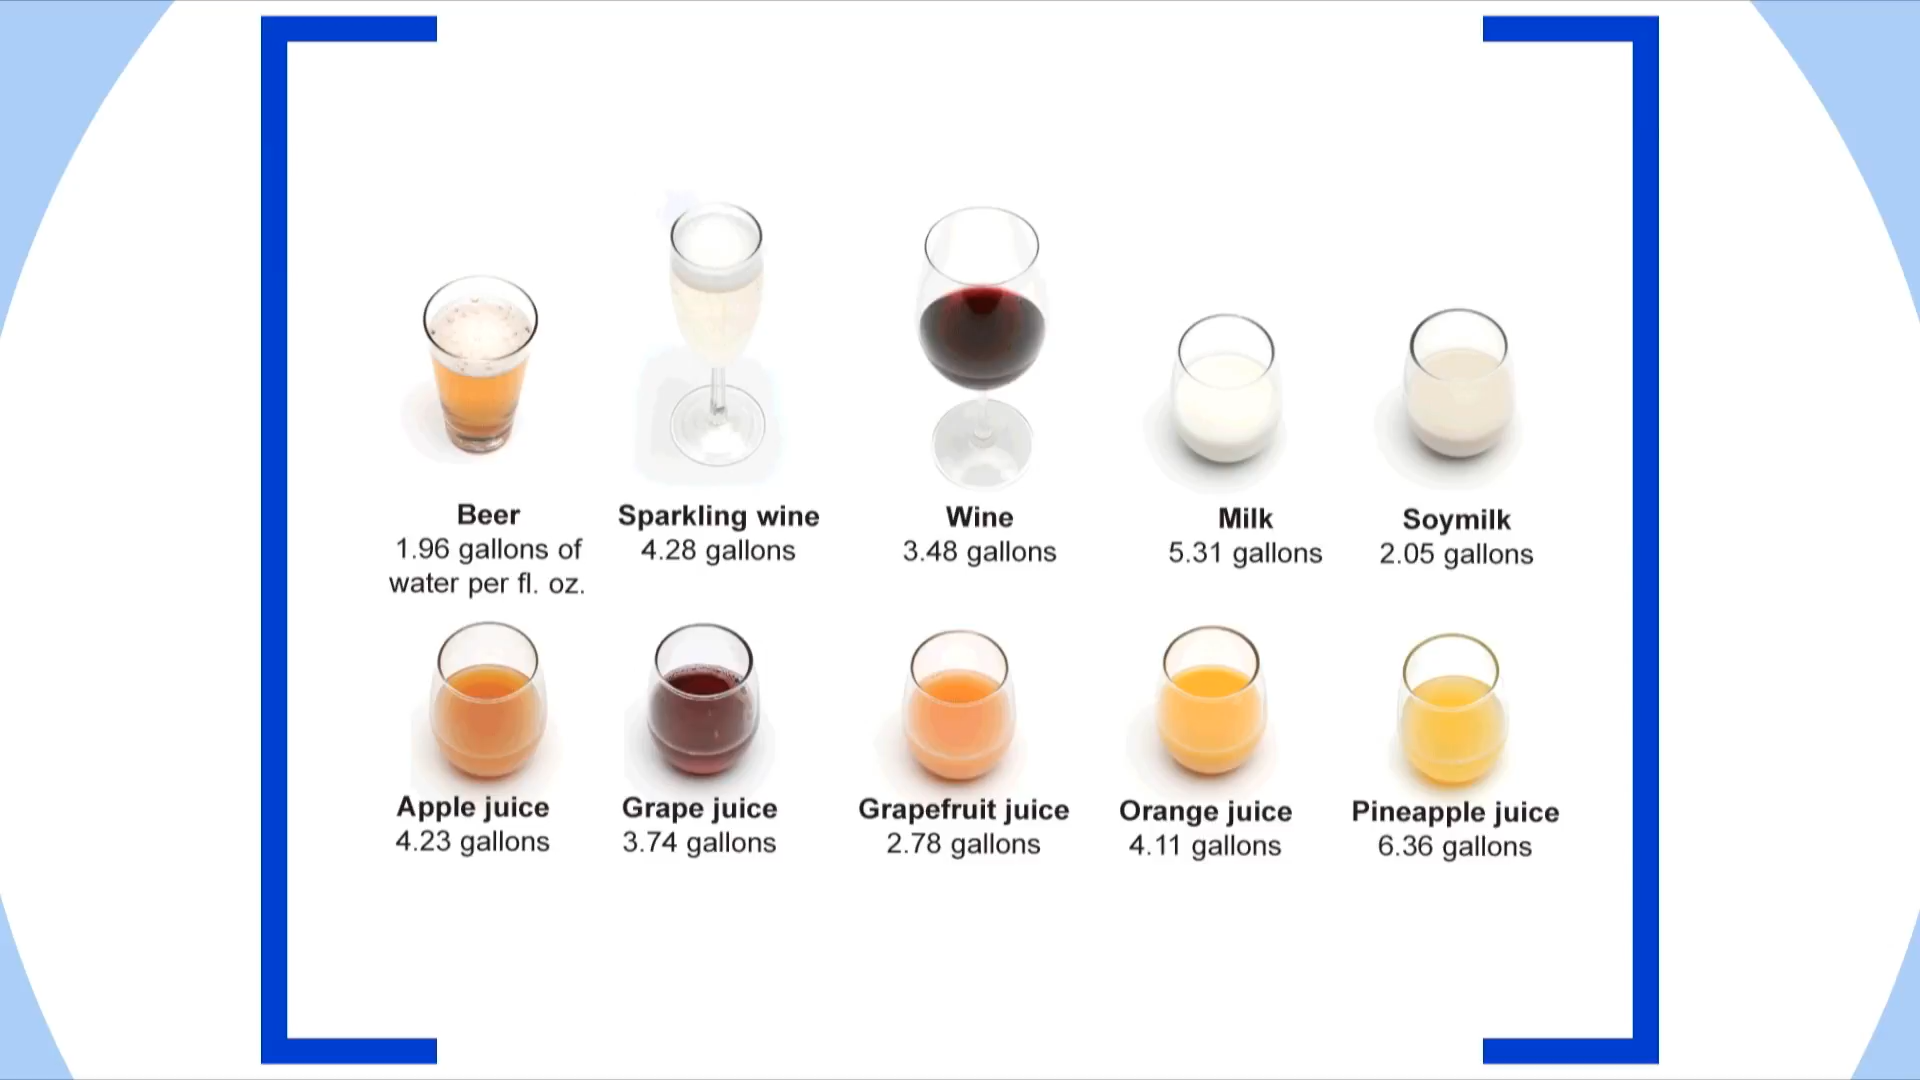 Beer
1.96 gallons of
water per fl. oz.
Sparkling wine
4.28 gallons
Wine
3.48 gallons
Milk
5.31 gallons
Soymilk
2.05 gallons
Apple juice
4.23 gallons
Grape juice
3.74 gallons
Grapefruit juice
2.78 gallons
Orange juice
4.11 gallons
Pineapple juice
6.36 gallons